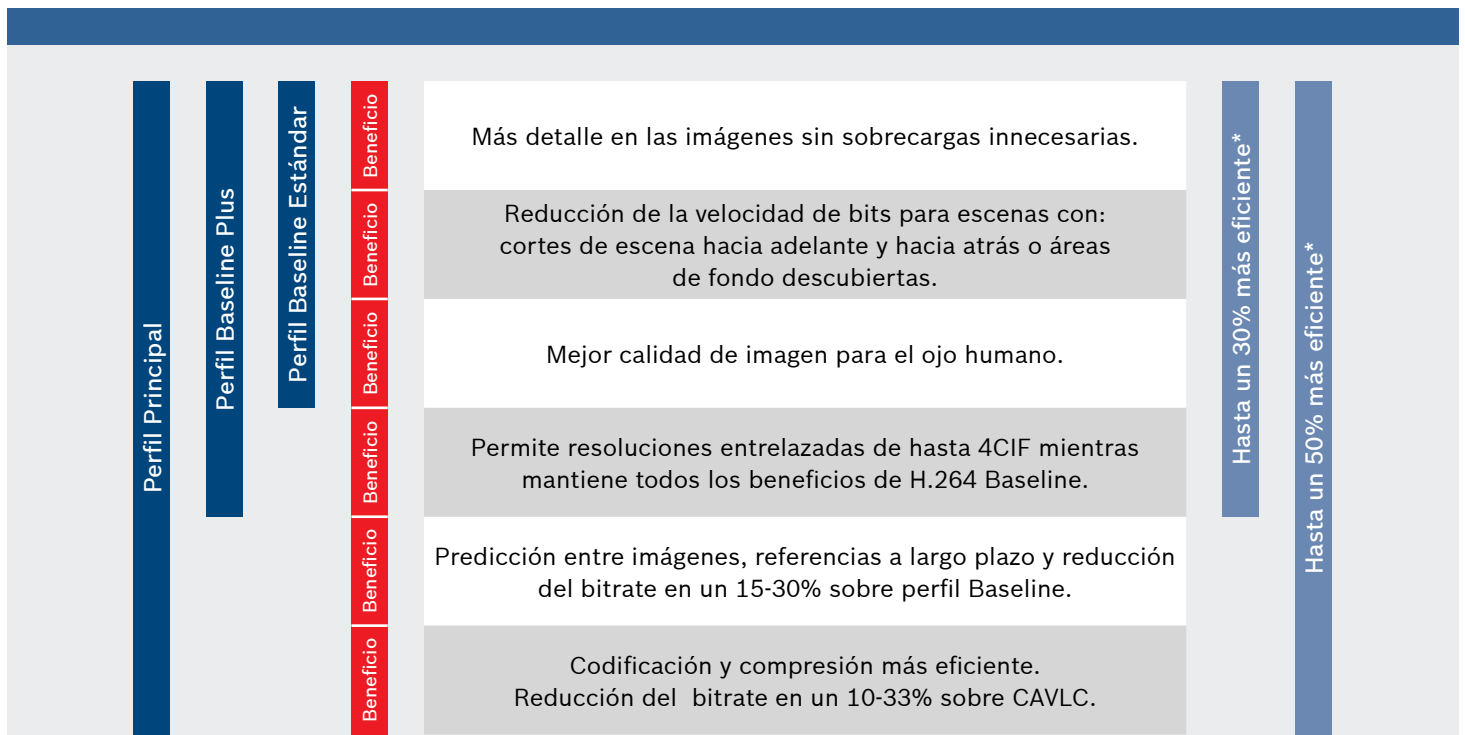 Perfil Principal
Perfil Baseline Plus
Perfil Baseline Estándar
Beneficio
Más detalle en las imágenes sin sobrecargas innecesarias.
Beneficio
Reducción de la velocidad de bits para escenas con:
cortes de escena hacia adelante y hacia atrás o áreas
de fondo descubiertas.
Beneficio
Mejor calidad de imagen para el ojo humano.
Beneficio
Permite resoluciones entrelazadas de hasta 4CIF mientras
mantiene todos los beneficios de H.264 Baseline.
Beneficio
Predicción entre imágenes, referencias a largo plazo y reducción
del bitrate en un 15-30% sobre perfil Baseline.
Beneficio
Codificación y compresión más eficiente.
Reducción del  bitrate en un 10-33% sobre CAVLC.
Hasta un 30% más eficiente*
Hasta un 50% más eficiente*